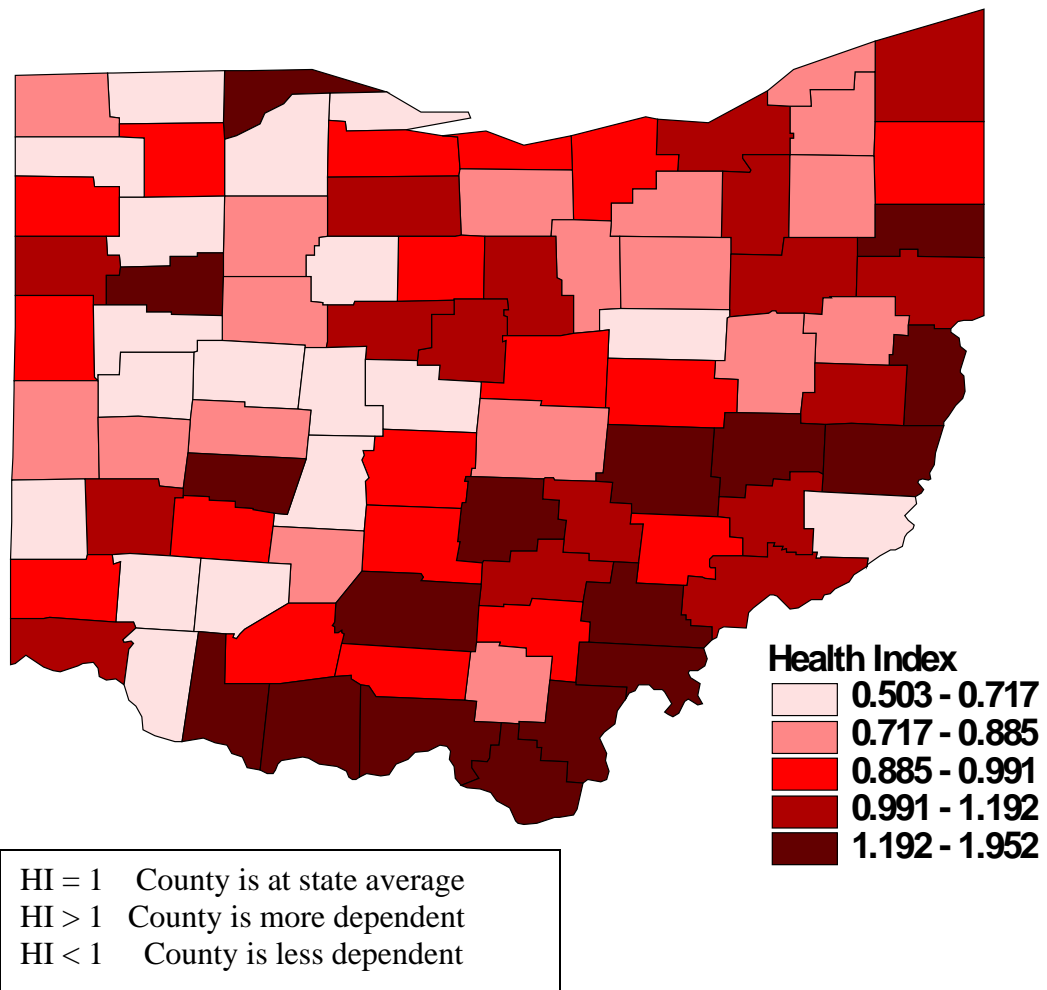 Health Index
0.503 - 0.717
0.717 - 0.885
0.885 - 0.991
0.991 - 1.192
1.192 - 1.952
HI = 1 County is at state average
HI > 1 County is more dependent
HI < 1 County is less dependent